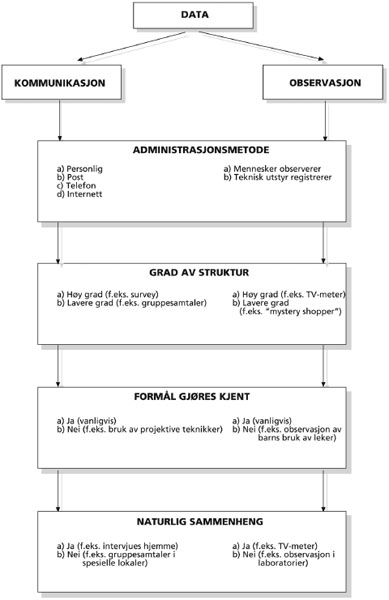 DATA
KOMMUNIKASJON
OBSERVASJON
ADMINISTRASJONSMETODE
a) Personlig
b) Post
c) Telefon
d) Internett
a) Mennesker observerer
b) Teknisk utstyr registrerer
GRAD AV STRUKTUR
a) Høy grad (f.eks. survey)
b) Lavere grad (f.eks. gruppesamtaler)
a) Høy grad (f.eks. TV-meter)
b) Lavere grad
(f.eks. "mystery shopper")
FORMÅL GJØRES KJENT
a) Ja (vanligvis)
b) Nei (f.eks. bruk av projektive teknikker)
a) Ja (vanligvis)
b) Nei (f.eks. observasjon av
barns bruk av leker)
NATURLIG SAMMENHENG
a) Ja (f.eks. intervjues hjemme)
b) Nei (f.eks. gruppesamtaler i
spesielle lokaler)
a) Ja (f.eks. TV-meter)
b) Nei (f.eks. observasjon i
laboratorier)